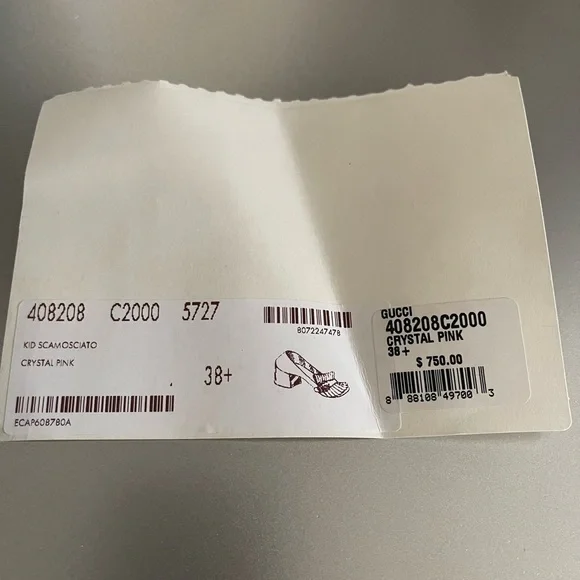 408208 C2000 5727
8072247478
KID SCAMOSCIATO
CRYSTAL PINK
38+
ECAP608780A
GUCCI
408208C2000
CRYSTAL PINK
38+
$ 750.00
8 88108 49700 3